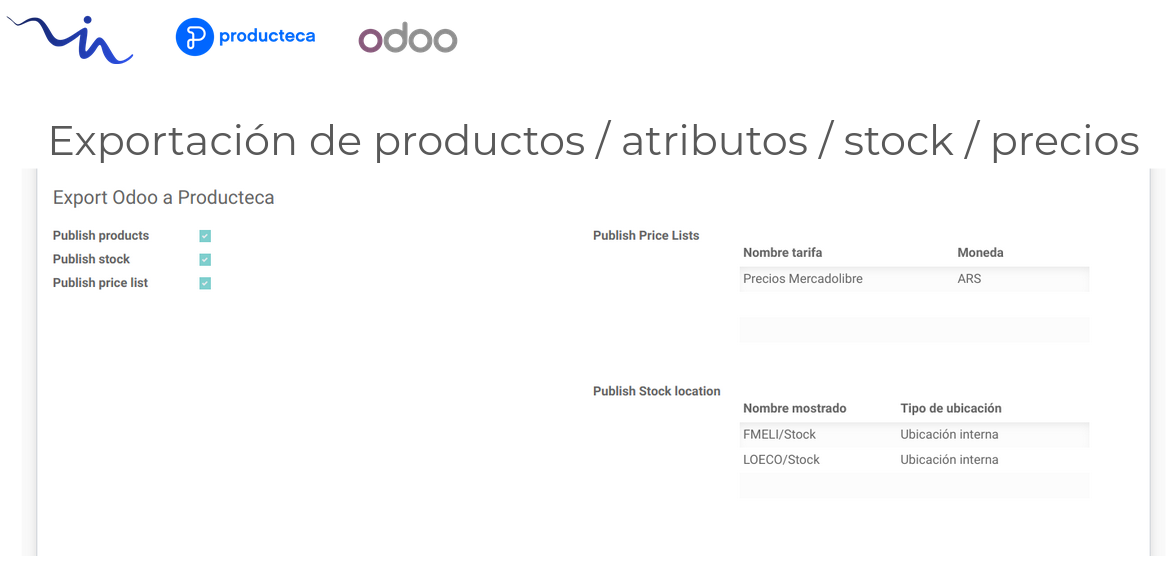 in
producteca
odoo
Exportación de productos / atributos / stock / precios
Export Odoo a Producteca
Publish products
Publish stock
Publish price list
Publish Price Lists
Nombre tarifa Moneda
Precios Mercadolibre ARS
Publish Stock location
Nombre mostrado Tipo de ubicación
FMELI/Stock Ubicación interna
LOECO/Stock Ubicación interna